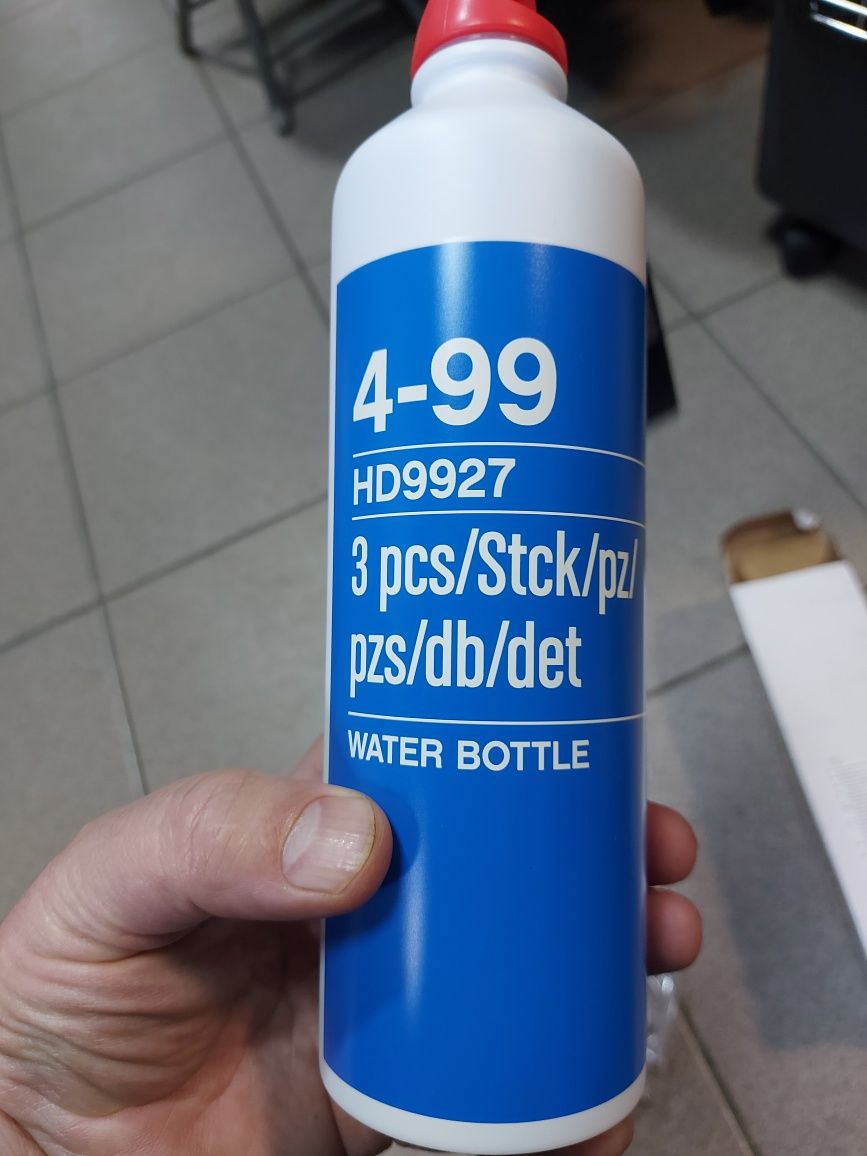 4-99
HD9927
3 pcs/Stck/pz/
pzs/db/det
WATER BOTTLE